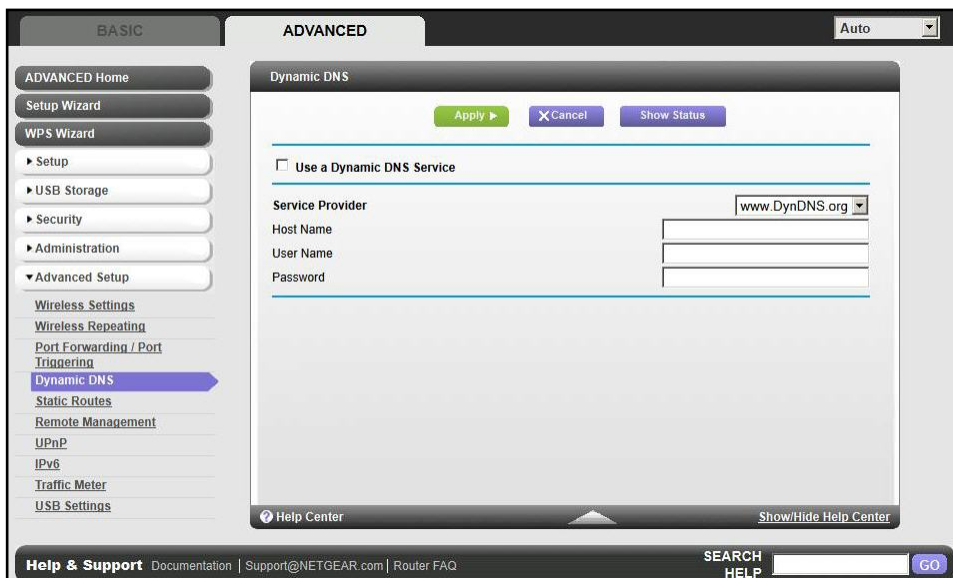 BASIC
ADVANCED
Auto
ADVANCED Home
Setup Wizard
WPS Wizard
Setup
USB Storage
Security
Administration
Advanced Setup
Wireless Settings
Wireless Repeating
Port Forwarding / Port
Triggering
Dynamic DNS
Static Routes
Remote Management
UPnP
IPv6
Traffic Meter
USB Settings
Dynamic DNS
Apply
X Cancel
Show Status
Use a Dynamic DNS Service
Service Provider
www.DynDNS.org
Host Name
User Name
Password
? Help Center
Show/Hide Help Center
Help & Support Documentation | Support@NETGEAR.com | Router FAQ
SEARCH
HELP
GO